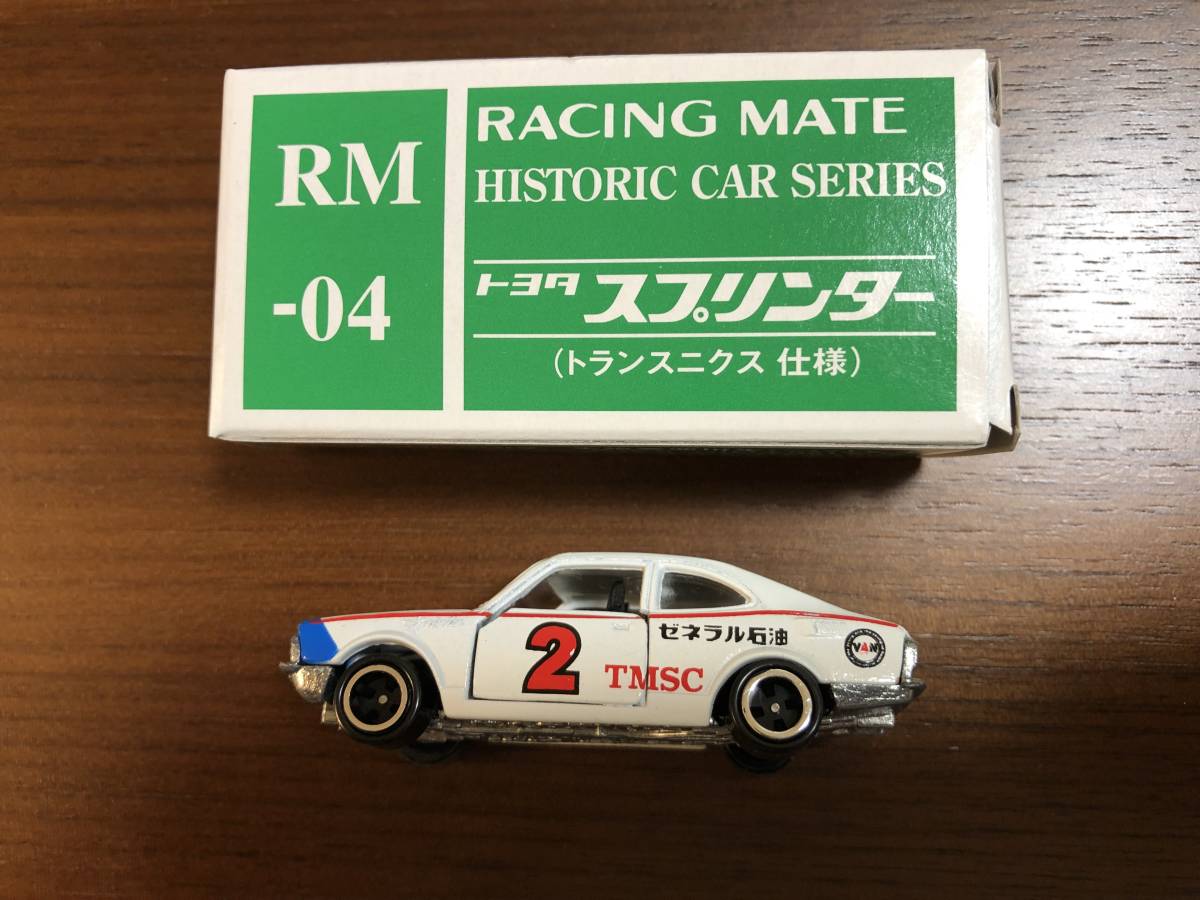 RM
-04
RACING MATE
HISTORIC CAR SERIES
トヨタ スプリンター
(トランスニクス 仕様)
2
TMSC
ゼネラル石油
VAN